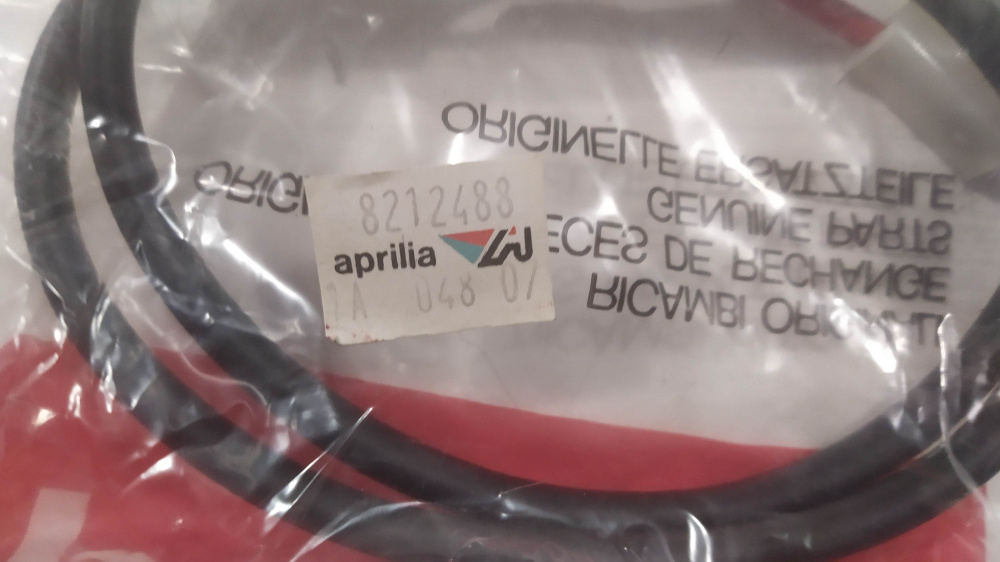 8212488
aprilia
1A 048 07
ORIGINELLE ERSATZTEILE
GENUINE PARTS
DE RECHANGE
RICAMBI